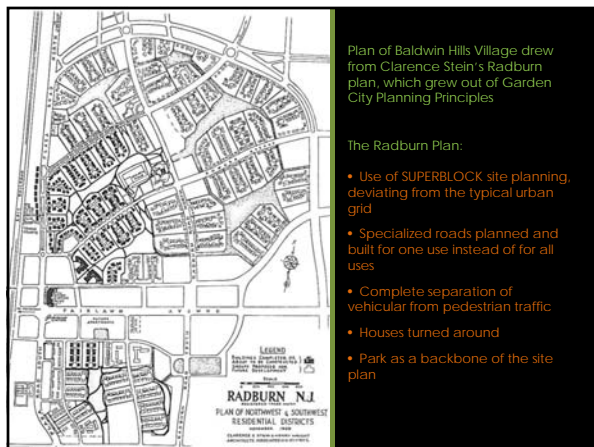 Plan of Baldwin Hills Village drew
from Clarence Stein's Radburn
plan, which grew out of Garden
City Planning Principles
The Radburn Plan:
• Use of SUPERBLOCK site planning,
deviating from the typical urban
grid
• Specialized roads planned and
built for one use instead of for all
uses
• Complete separation of
vehicular from pedestrian traffic
• Houses turned around
• Park as a backbone of the site
plan
FAIRLAWN AVENUE
LEGEND
SCALE
RADBURN N.J.
PLAN OF NORTHWEST & SOUTHWEST
RESIDENTIAL DISTRICTS